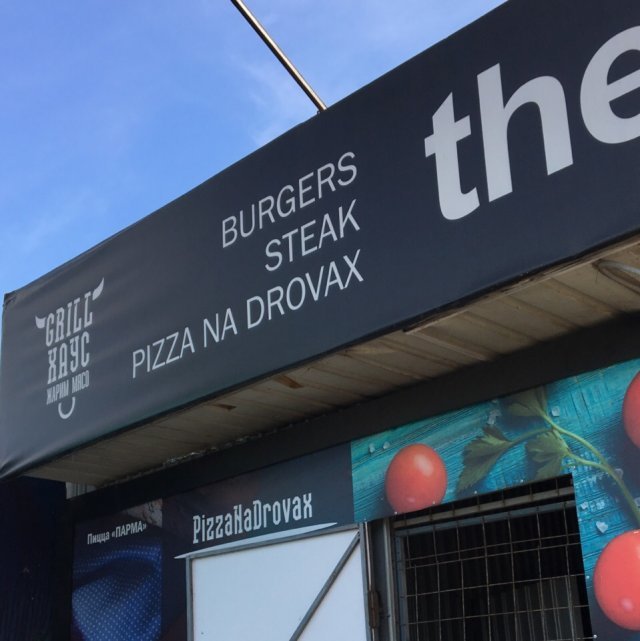 the
BURGERS
STEAK
PIZZA NA DROVAX
GRILL
ХАУС
ЖАРИМ МЯСО
PizzaNaDrovax
Пицца «ПАРМА»